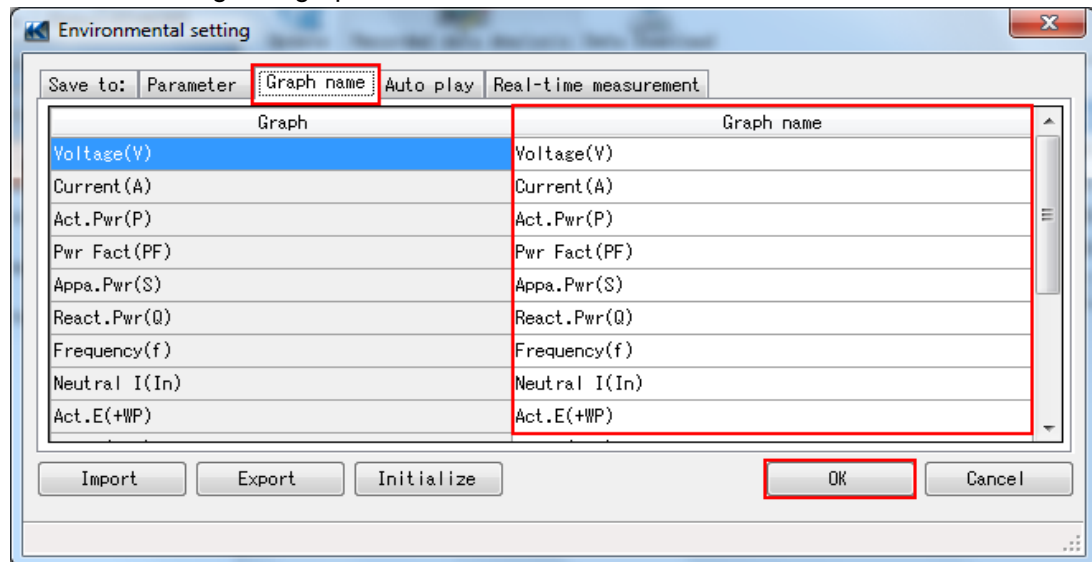 Environmental setting
Save to: Parameter Graph name Auto play Real-time measurement
Graph Graph name
Voltage(V) Voltage(V)
Current(A) Current(A)
Act.Pwr(P) Act.Pwr(P)
Pwr Fact(PF) Pwr Fact(PF)
Appa.Pwr(S) Appa.Pwr(S)
React.Pwr(Q) React.Pwr(Q)
Frequency(f) Frequency(f)
Neutral I(In) Neutral I(In)
Act.E(+WP) Act.E(+WP)
Import Export Initialize OK Cancel